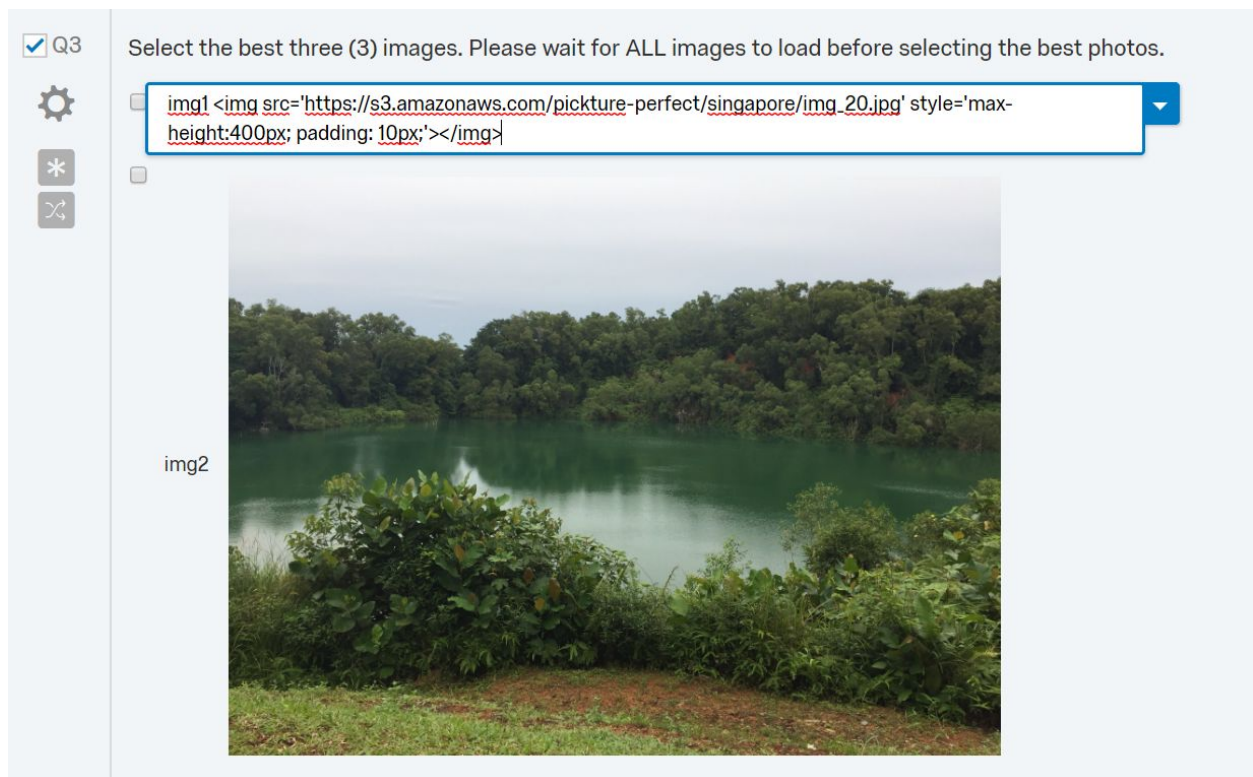 Q3
Select the best three (3) images. Please wait for ALL images to load before selecting the best photos.
img1 <img src='https://s3.amazonaws.com/pickture-perfect/singapore/img_20.jpg' style='max-
height:400px; padding: 10px;'></img>
img2